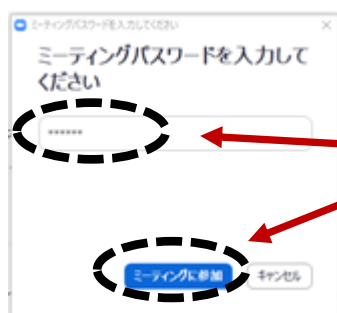 ミーティングパスワードを入力してください
ミーティングパスワードを入力して
ください
******
ミーティングに参加
キャンセル